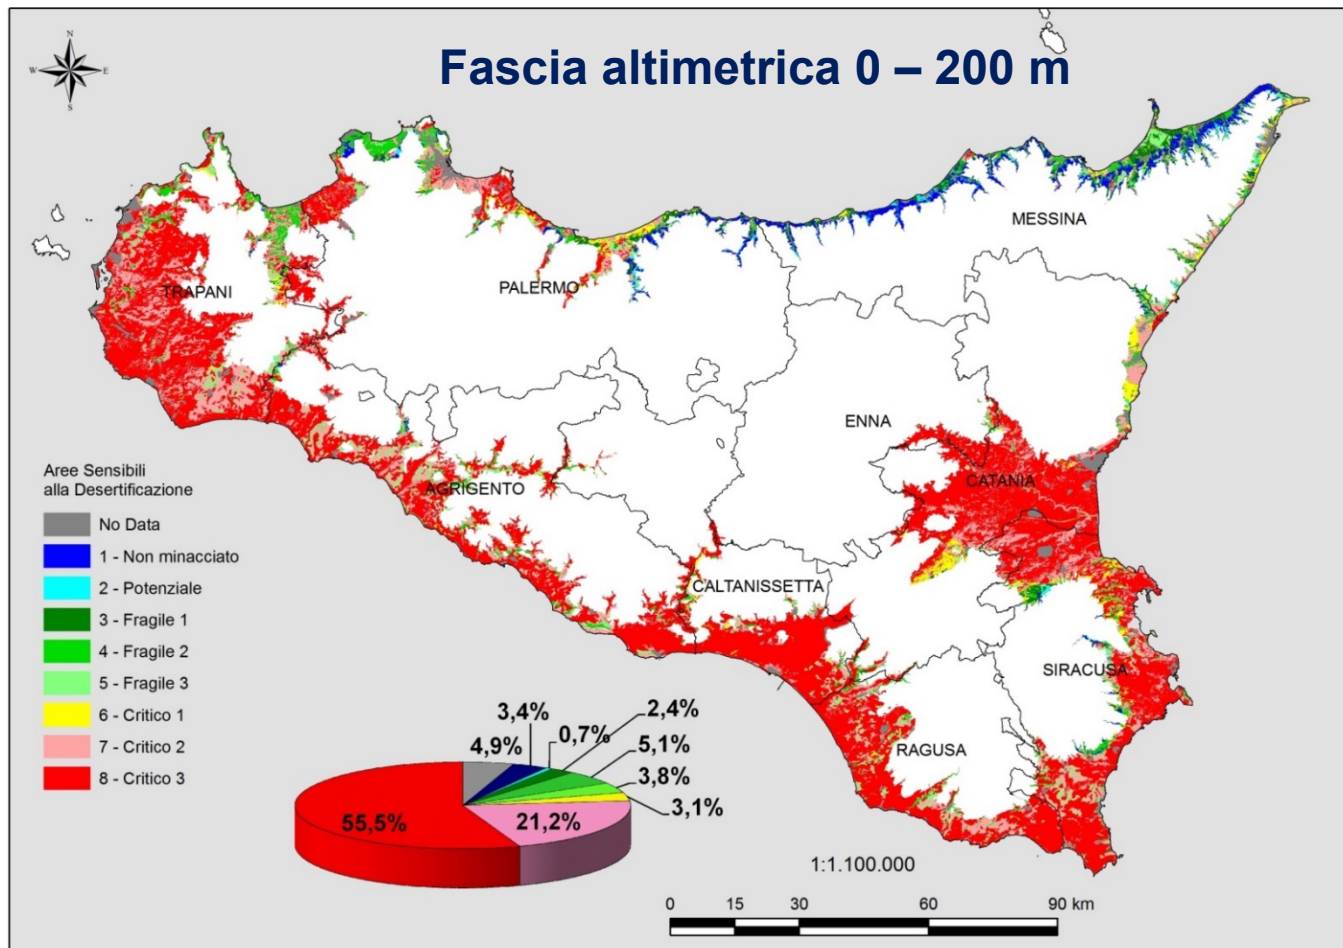 Fascia altimetrica 0 – 200 m
N
W
E
S
MESSINA
TRAPANI
PALERMO
ENNA
CATANIA
AGRIGENTO
CALTANISSETTA
SIRACUSA
RAGUSA
Aree Sensibili
alla Desertificazione
No Data
1 - Non minacciato
2 - Potenziale
3 - Fragile 1
4 - Fragile 2
5 - Fragile 3
6 - Critico 1
7 - Critico 2
8 - Critico 3
4,9%
3,4%
0,7%
2,4%
5,1%
3,8%
3,1%
21,2%
55,5%
1:1.100.000
0 15 30 60 90 km